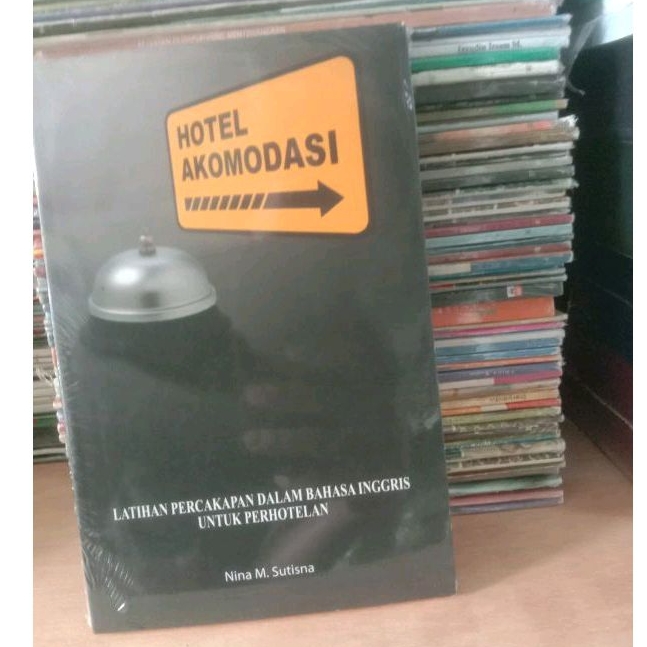 HOTEL
AKOMODASI
LATIHAN PERCAKAPAN DALAM BAHASA INGGRIS
UNTUK PERHOTELAN
Nina M. Sutisna